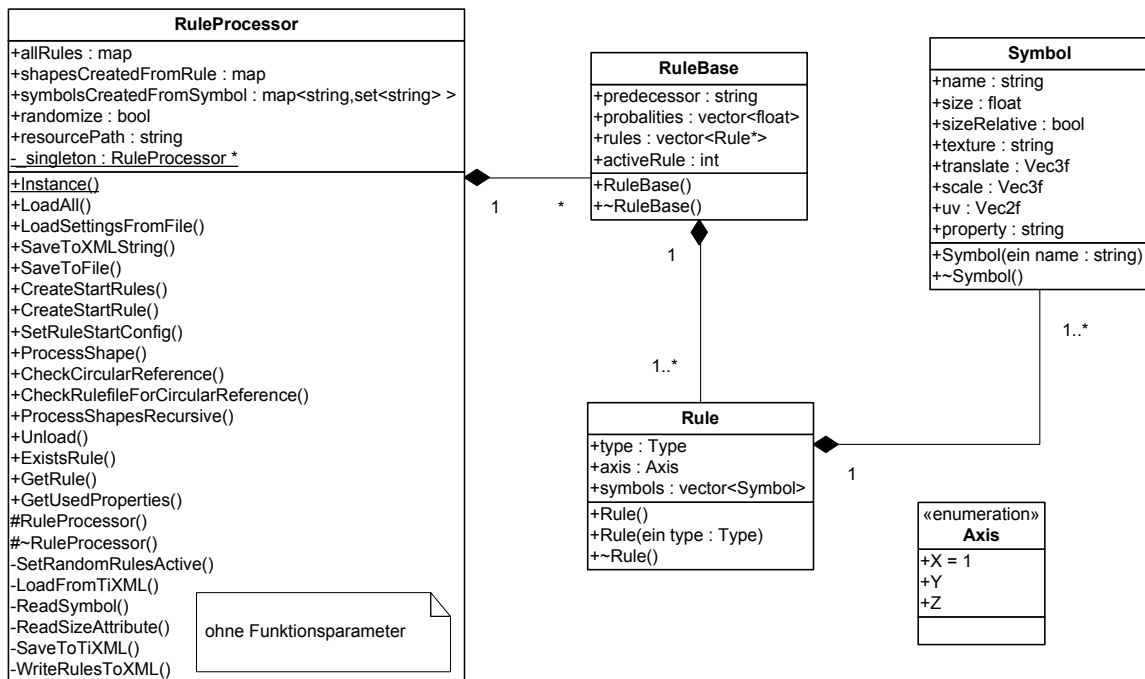 RuleProcessor
+allRules : map
+shapesCreatedFromRule : map
+symbolsCreatedFromSymbol : map<string,set<string> >
+randomize : bool
+resourcePath : string
-_singleton : RuleProcessor *
+Instance()
+LoadAll()
+LoadSettingsFromFile()
+SaveToXMLString()
+SaveToFile()
+CreateStartRules()
+CreateStartRule()
+SetRuleStartConfig()
+ProcessShape()
+CheckCircularReference()
+CheckRulefileForCircularReference()
+ProcessShapesRecursive()
+Unload()
+ExistsRule()
+GetRule()
+GetUsedProperties()
#RuleProcessor()
#~RuleProcessor()
-SetRandomRulesActive()
-LoadFromTiXML()
-ReadSymbol()
-ReadSizeAttribute()
-SaveToTiXML()
-WriteRulesToXML()
ohne Funktionsparameter
1
*
RuleBase
+predecessor : string
+probalities : vector<float>
+rules : vector<Rule*>
+activeRule : int
+RuleBase()
+~RuleBase()
1
1..*
Rule
+type : Type
+axis : Axis
+symbols : vector<Symbol>
+Rule()
+Rule(ein type : Type)
+~Rule()
1
1..*
Symbol
+name : string
+size : float
+sizeRelative : bool
+texture : string
+translate : Vec3f
+scale : Vec3f
+uv : Vec2f
+property : string
+Symbol(ein name : string)
+~Symbol()
«enumeration»
Axis
+X = 1
+Y
+Z